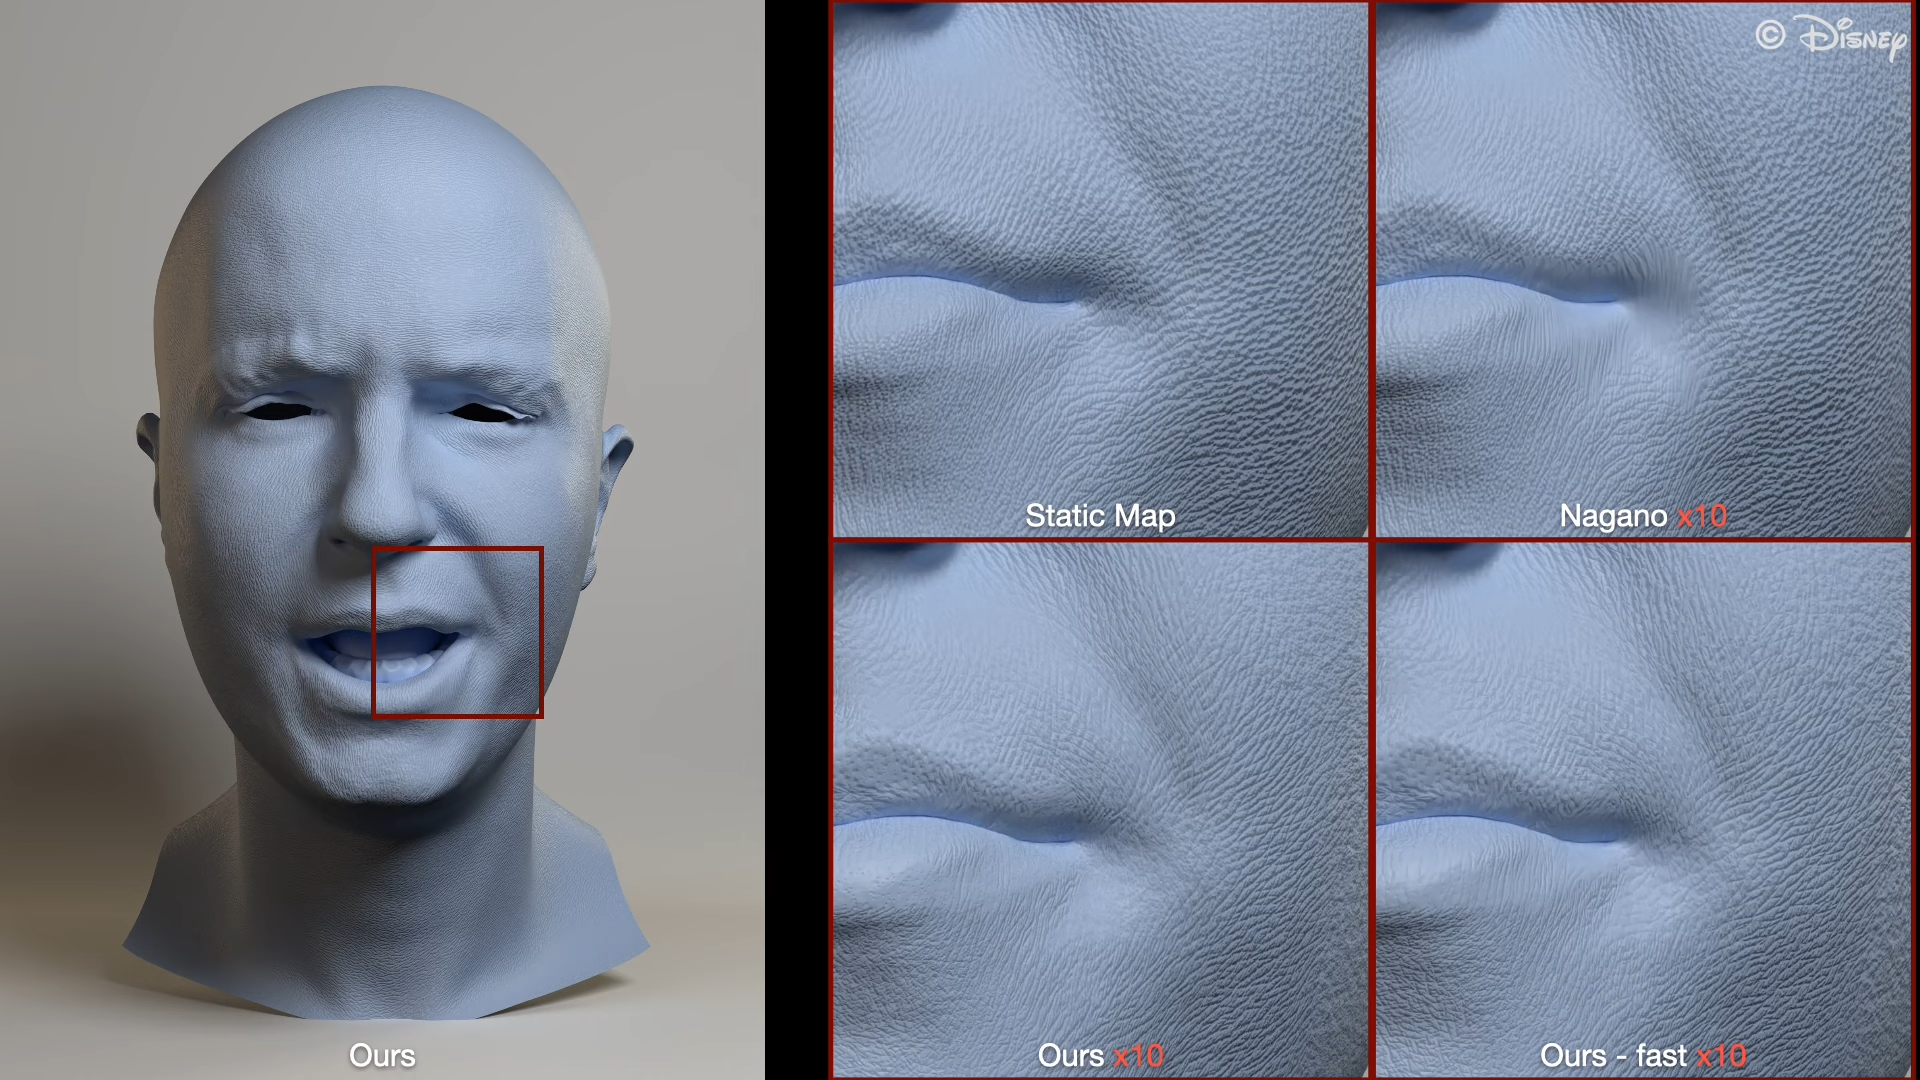 © Disney
Static Map
Nagano x10
Ours
Ours x10
Ours - fast x10